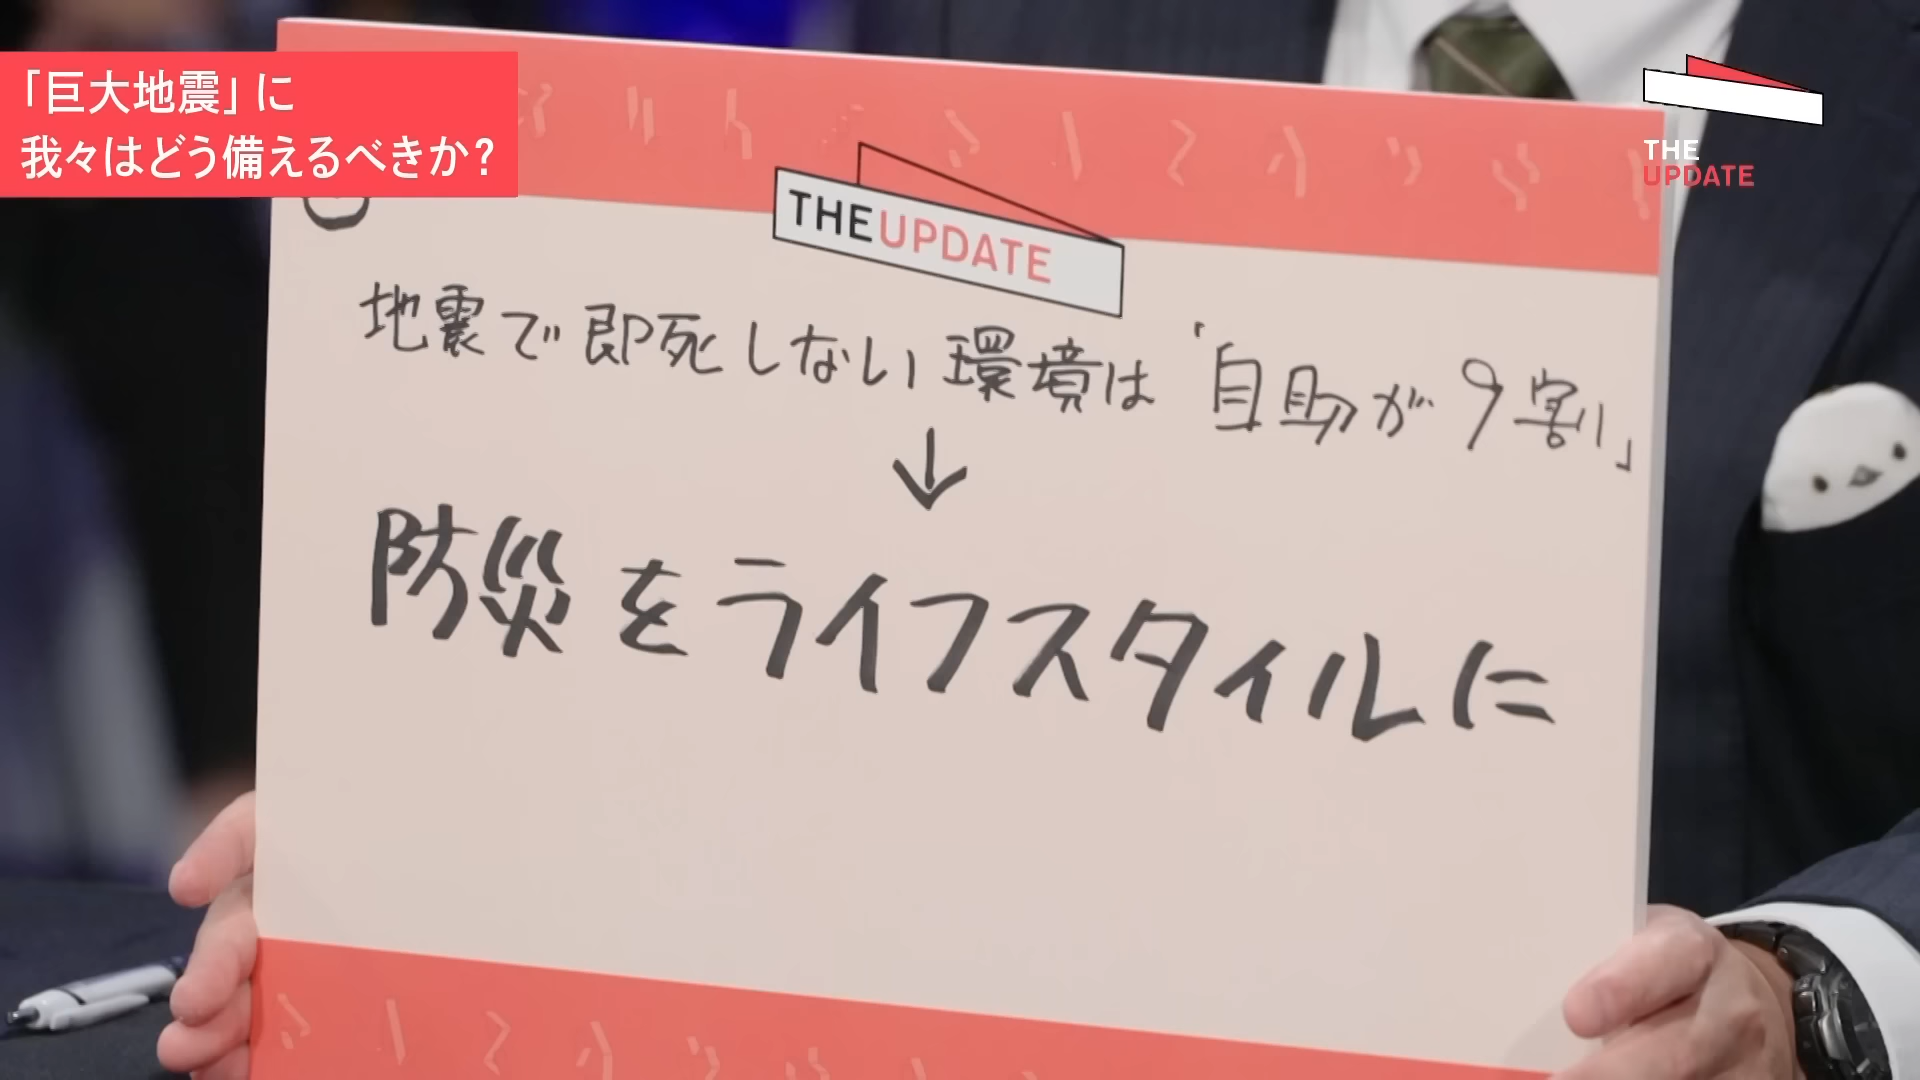 「巨大地震」に
我々はどう備えるべきか?
THE
UPDATE
THE UPDATE
地震で即死しない環境は「自助が9割」
↓
防災をライフスタイルに